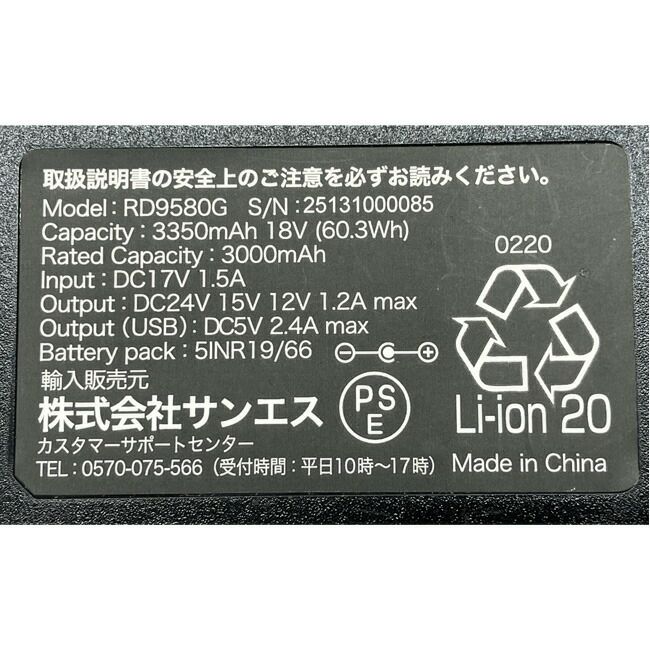 取扱説明書の安全上のご注意を必ずお読みください。
Model : RD9580G S/N : 25131000085
Capacity : 3350mAh 18V (60.3Wh)
Rated Capacity : 3000mAh
0220
Input : DC17V 1.5A
Output : DC24V 15V 12V 1.2A max
Output (USB) : DC5V 2.4A max
Battery pack : 5INR19/66
輸入販売元
株式会社サンエス
PSE
Li-ion 20
カスタマーサポートセンター
TEL : 0570-075-566 (受付時間 : 平日10時〜17時)
Made in China